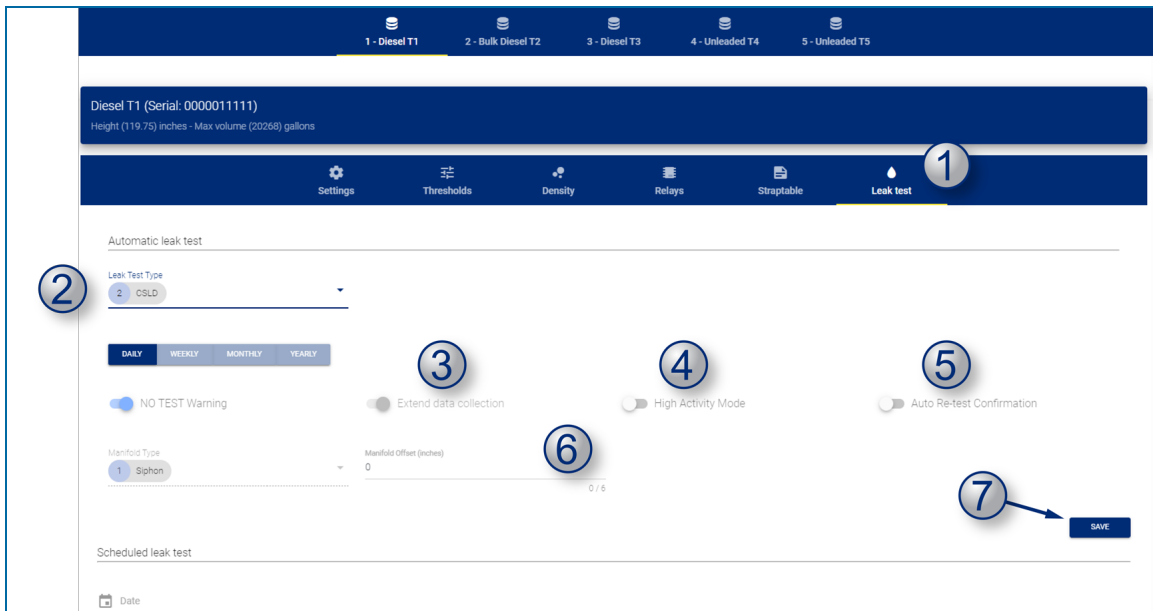 1 - Diesel T1 2 - Bulk Diesel T2 3 - Diesel T3 4 - Unleaded T4 5 - Unleaded T5
Diesel T1 (Serial: 0000011111)
Height (119.75) inches - Max volume (20268) gallons
1
Settings Thresholds Density Relays Straptable Leak test
Automatic leak test
2
Leak Test Type
2 CSLD
DAILY WEEKLY MONTHLY YEARLY
3 4 5
NO TEST Warning Extend data collection High Activity Mode Auto Re-test Confirmation
6
Manifold Type Manifold Offset (inches)
1 Siphon 0
0 / 6
7
SAVE
Scheduled leak test
Date